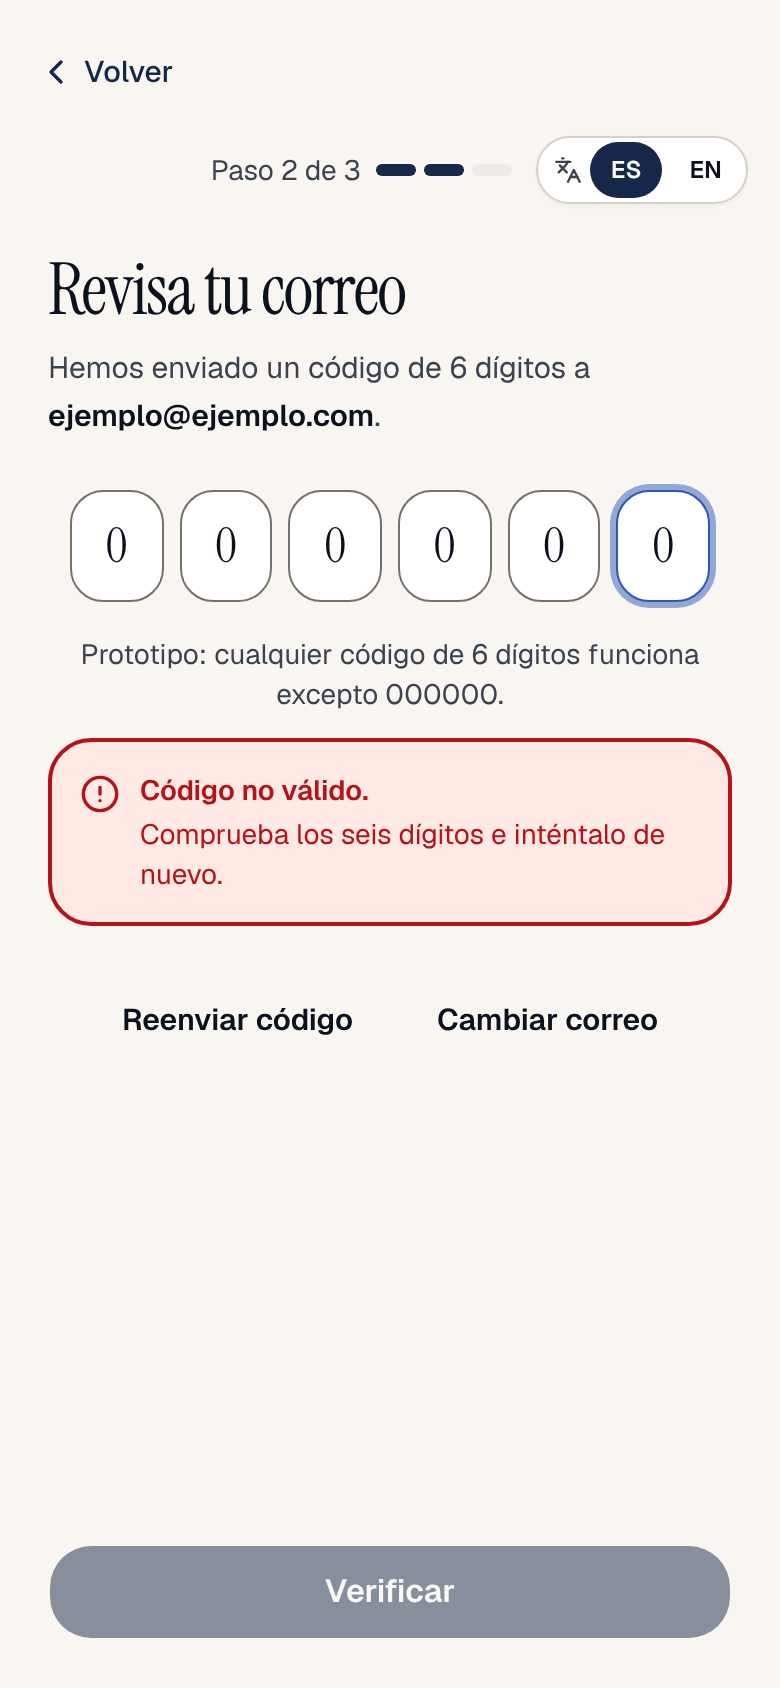 Volver
Paso 2 de 3
ES
EN
Revisa tu correo
Hemos enviado un código de 6 dígitos a
ejemplo@ejemplo.com.
0 0 0 0 0 0
Prototipo: cualquier código de 6 dígitos funciona
excepto 000000.
Código no válido.
Comprueba los seis dígitos e inténtalo de
nuevo.
Reenviar código
Cambiar correo
Verificar